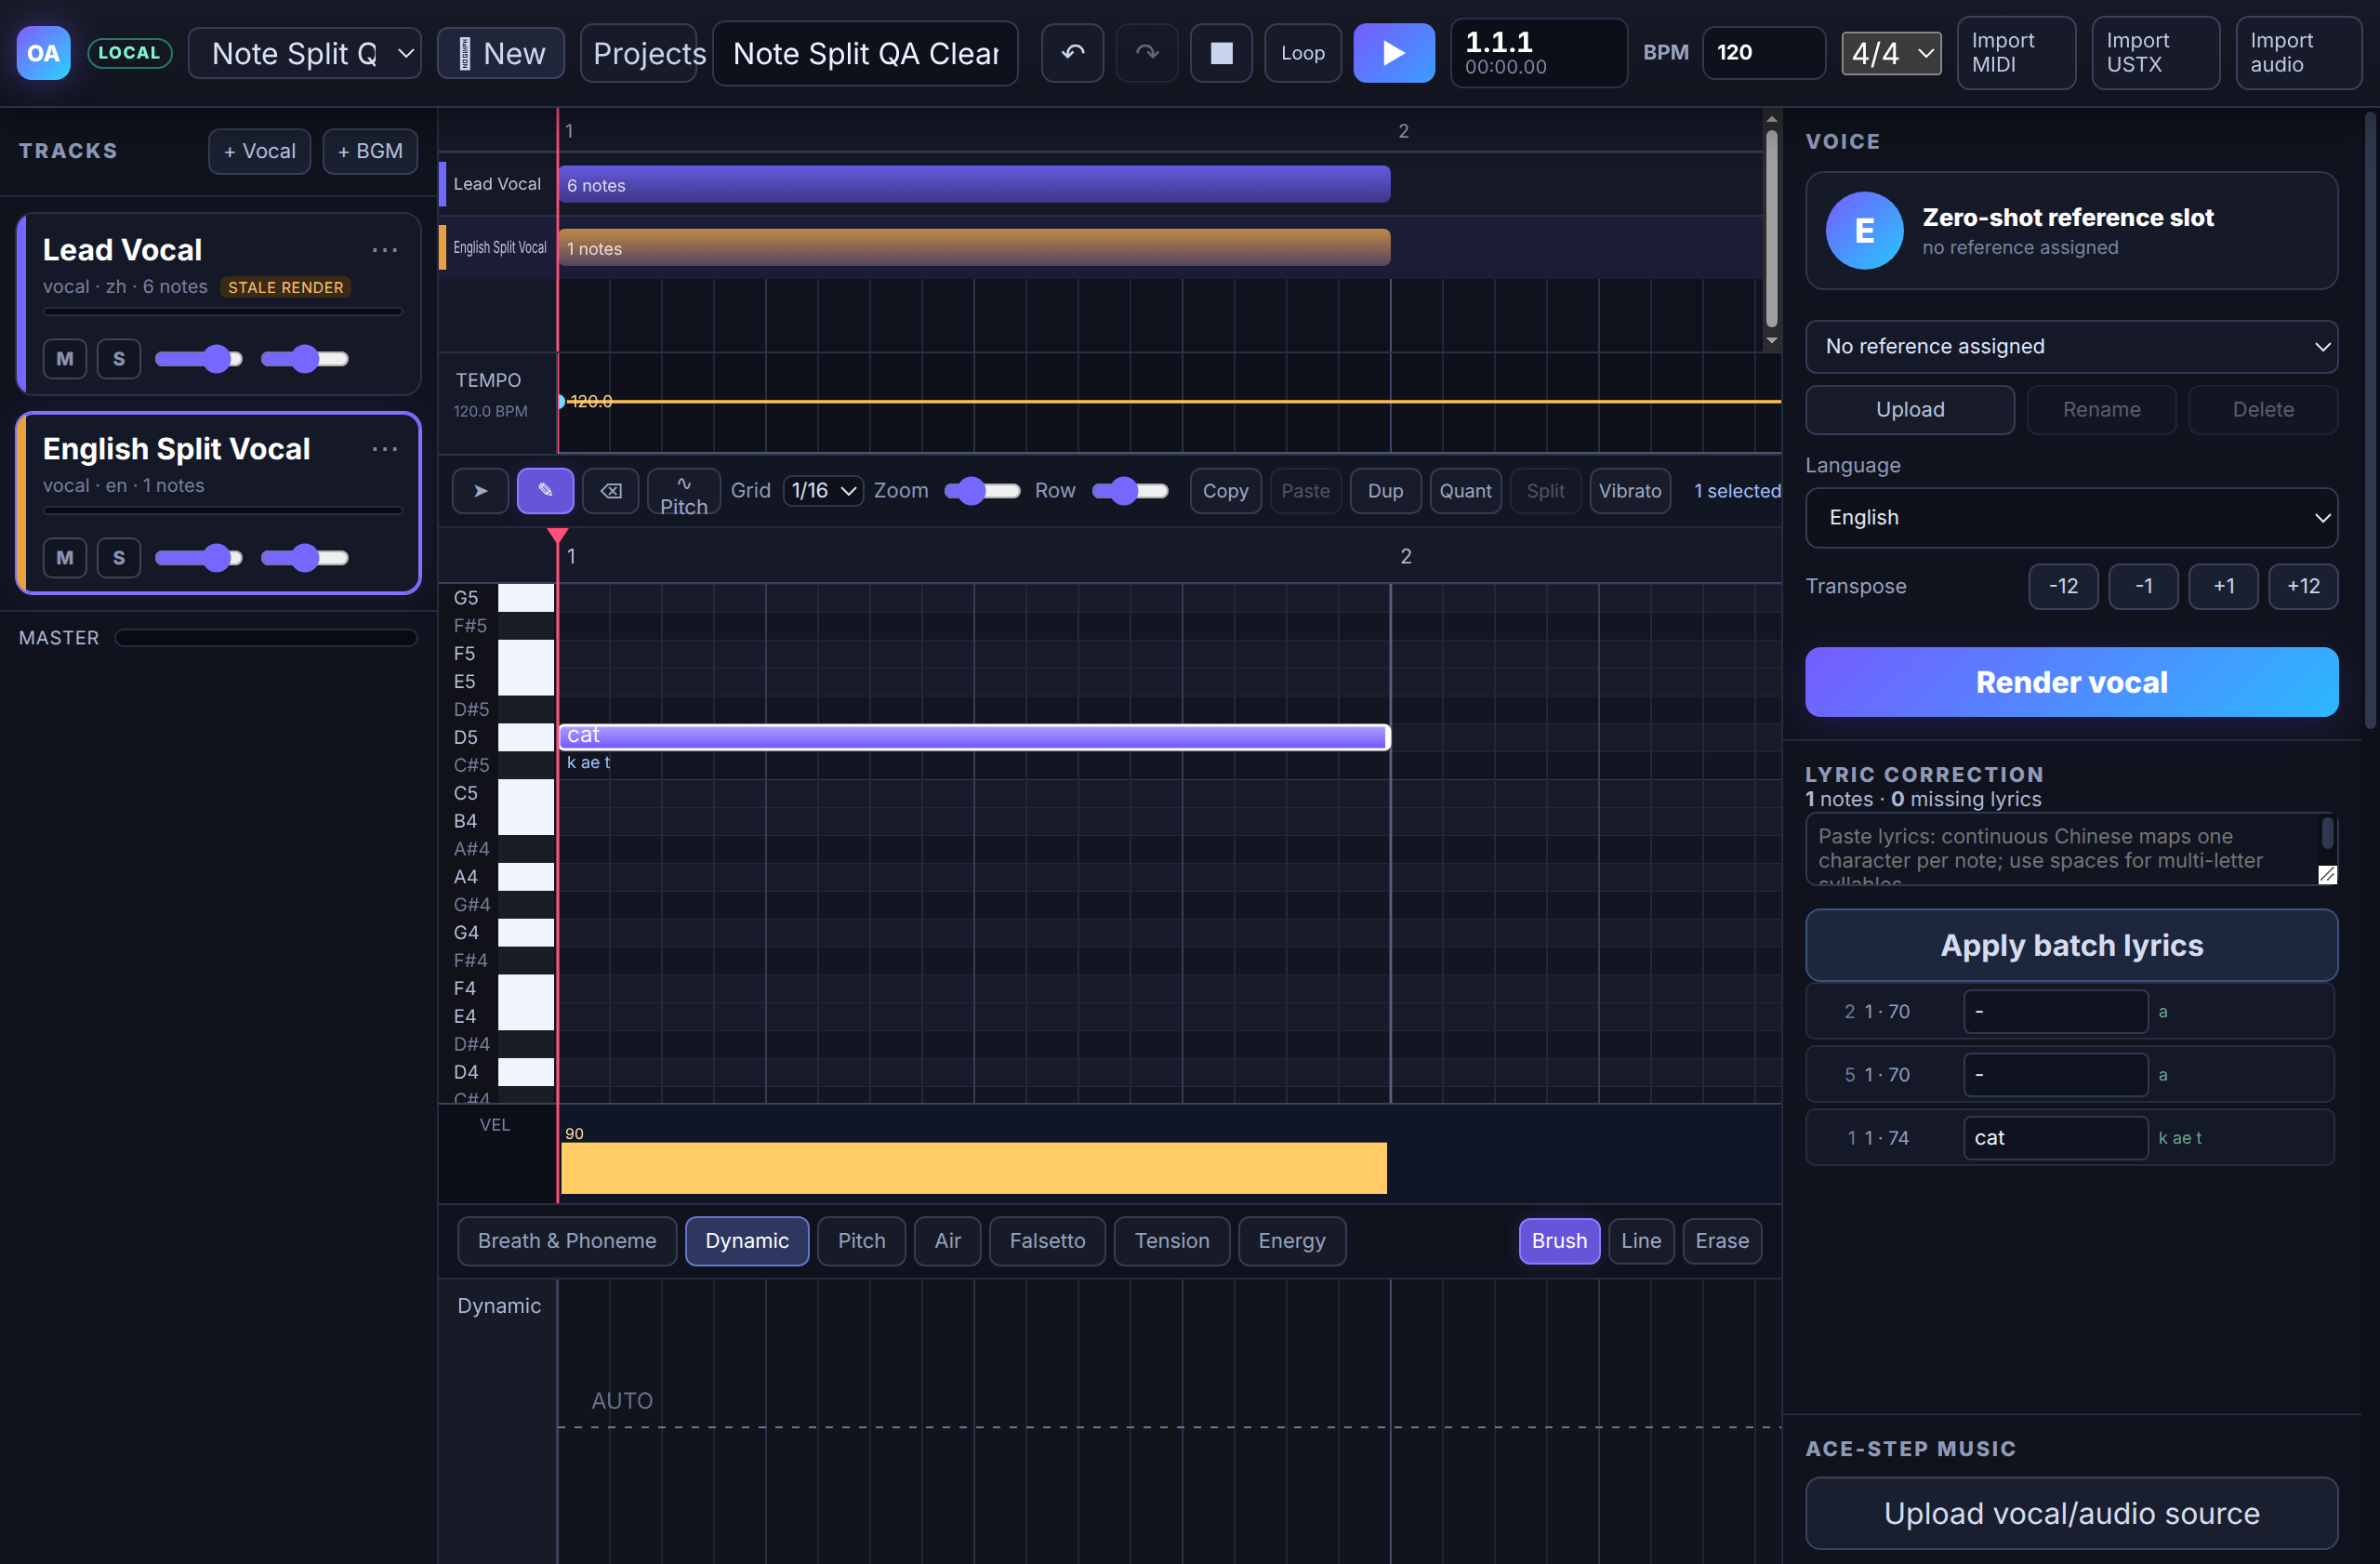 OA
LOCAL
Note Split Q
New
Projects
Note Split QA Clear
↶
↷
Loop
1.1.1
00:00.00
BPM
120
4/4
Import
MIDI
Import
USTX
Import
audio
TRACKS
+ Vocal
+ BGM
Lead Vocal
...
vocal · zh · 6 notes
STALE RENDER
M
S
English Split Vocal
...
vocal · en · 1 notes
M
S
MASTER
1
2
Lead Vocal
6 notes
English Split Vocal
1 notes
TEMPO
120.0 BPM
120.0
∿
Pitch
Grid
1/16
Zoom
Row
Copy
Paste
Dup
Quant
Split
Vibrato
1 selected
1
2
G5
F#5
F5
E5
D#5
D5
cat
C#5
k ae t
C5
B4
A#4
A4
G#4
G4
F#4
F4
E4
D#4
D4
C#4
VEL
90
Breath & Phoneme
Dynamic
Pitch
Air
Falsetto
Tension
Energy
Brush
Line
Erase
Dynamic
AUTO
VOICE
E
Zero-shot reference slot
no reference assigned
No reference assigned
Upload
Rename
Delete
Language
English
Transpose
-12
-1
+1
+12
Render vocal
LYRIC CORRECTION
1 notes · 0 missing lyrics
Paste lyrics: continuous Chinese maps one
character per note; use spaces for multi-letter
syllables
Apply batch lyrics
2 1 · 70
-
a
5 1 · 70
-
a
1 1 · 74
cat
k ae t
ACE-STEP MUSIC
Upload vocal/audio source